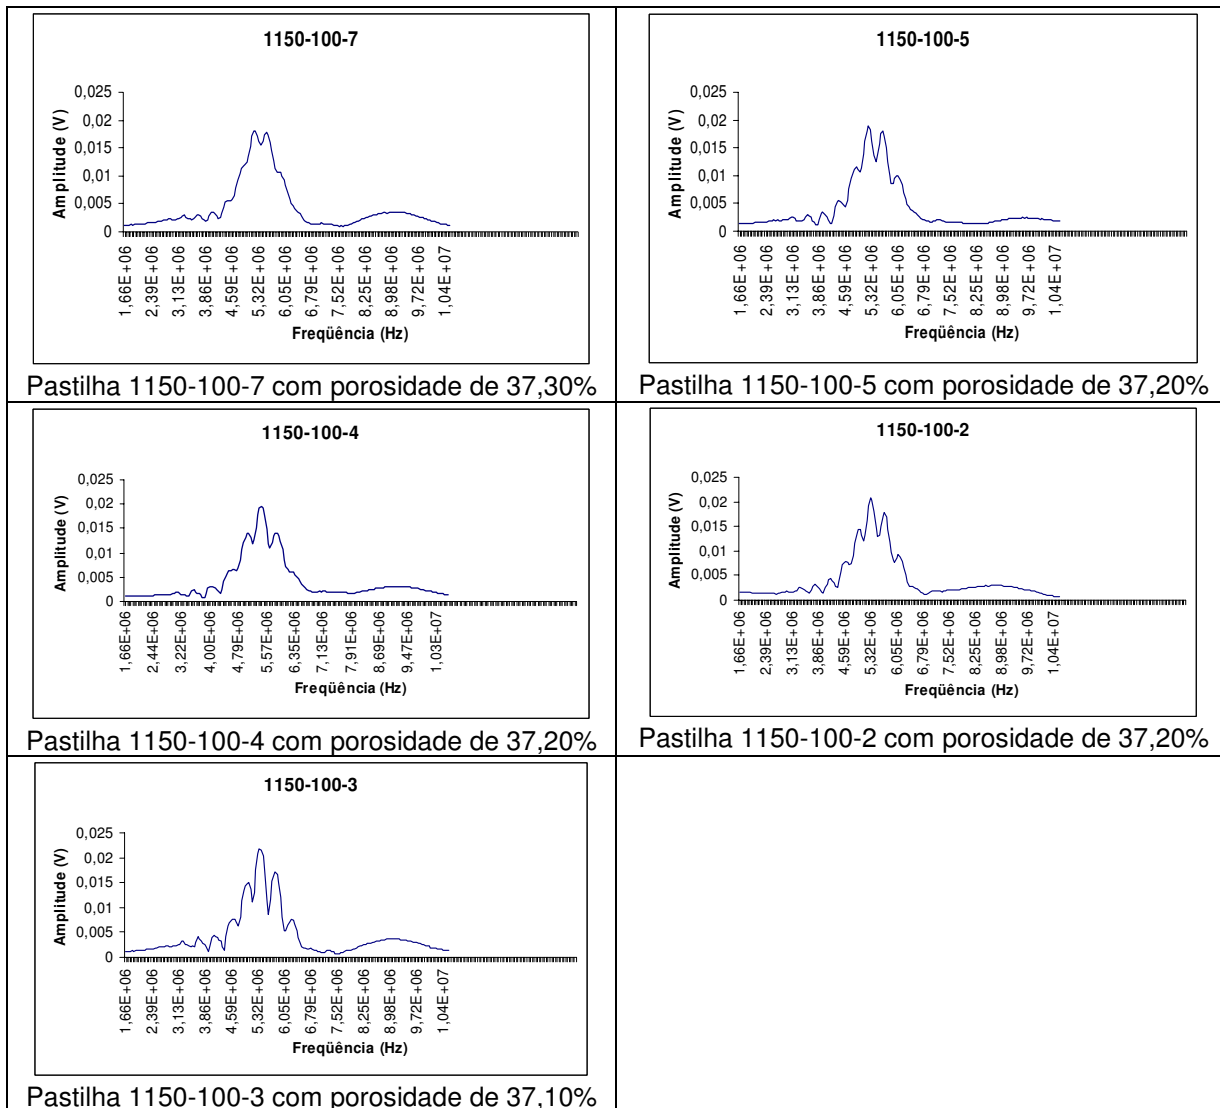 1150-100-7
0,025
0,02
0,015
0,01
0,005
0
Amplitude (V)
1,66E+06
2,39E+06
3,13E+06
3,86E+06
4,59E+06
5,32E+06
6,05E+06
6,79E+06
7,52E+06
8,25E+06
8,98E+06
9,72E+06
1,04E+07
Freqüência (Hz)
Pastilha 1150-100-7 com porosidade de 37,30%
1150-100-5
0,025
0,02
0,015
0,01
0,005
0
Amplitude (V)
1,66E+06
2,39E+06
3,13E+06
3,86E+06
4,59E+06
5,32E+06
6,05E+06
6,79E+06
7,52E+06
8,25E+06
8,98E+06
9,72E+06
1,04E+07
Freqüência (Hz)
Pastilha 1150-100-5 com porosidade de 37,20%
1150-100-4
0,025
0,02
0,015
0,01
0,005
0
Amplitude (V)
1,66E+06
2,44E+06
3,22E+06
4,00E+06
4,79E+06
5,57E+06
6,35E+06
7,13E+06
7,91E+06
8,69E+06
9,47E+06
1,03E+07
Freqüência (Hz)
Pastilha 1150-100-4 com porosidade de 37,20%
1150-100-2
0,025
0,02
0,015
0,01
0,005
0
Amplitude (V)
1,66E+06
2,39E+06
3,13E+06
3,86E+06
4,59E+06
5,32E+06
6,05E+06
6,79E+06
7,52E+06
8,25E+06
8,98E+06
9,72E+06
1,04E+07
Freqüência (Hz)
Pastilha 1150-100-2 com porosidade de 37,20%
1150-100-3
0,025
0,02
0,015
0,01
0,005
0
Amplitude (V)
1,66E+06
2,39E+06
3,13E+06
3,86E+06
4,59E+06
5,32E+06
6,05E+06
6,79E+06
7,52E+06
8,25E+06
8,98E+06
9,72E+06
1,04E+07
Freqüência (Hz)
Pastilha 1150-100-3 com porosidade de 37,10%